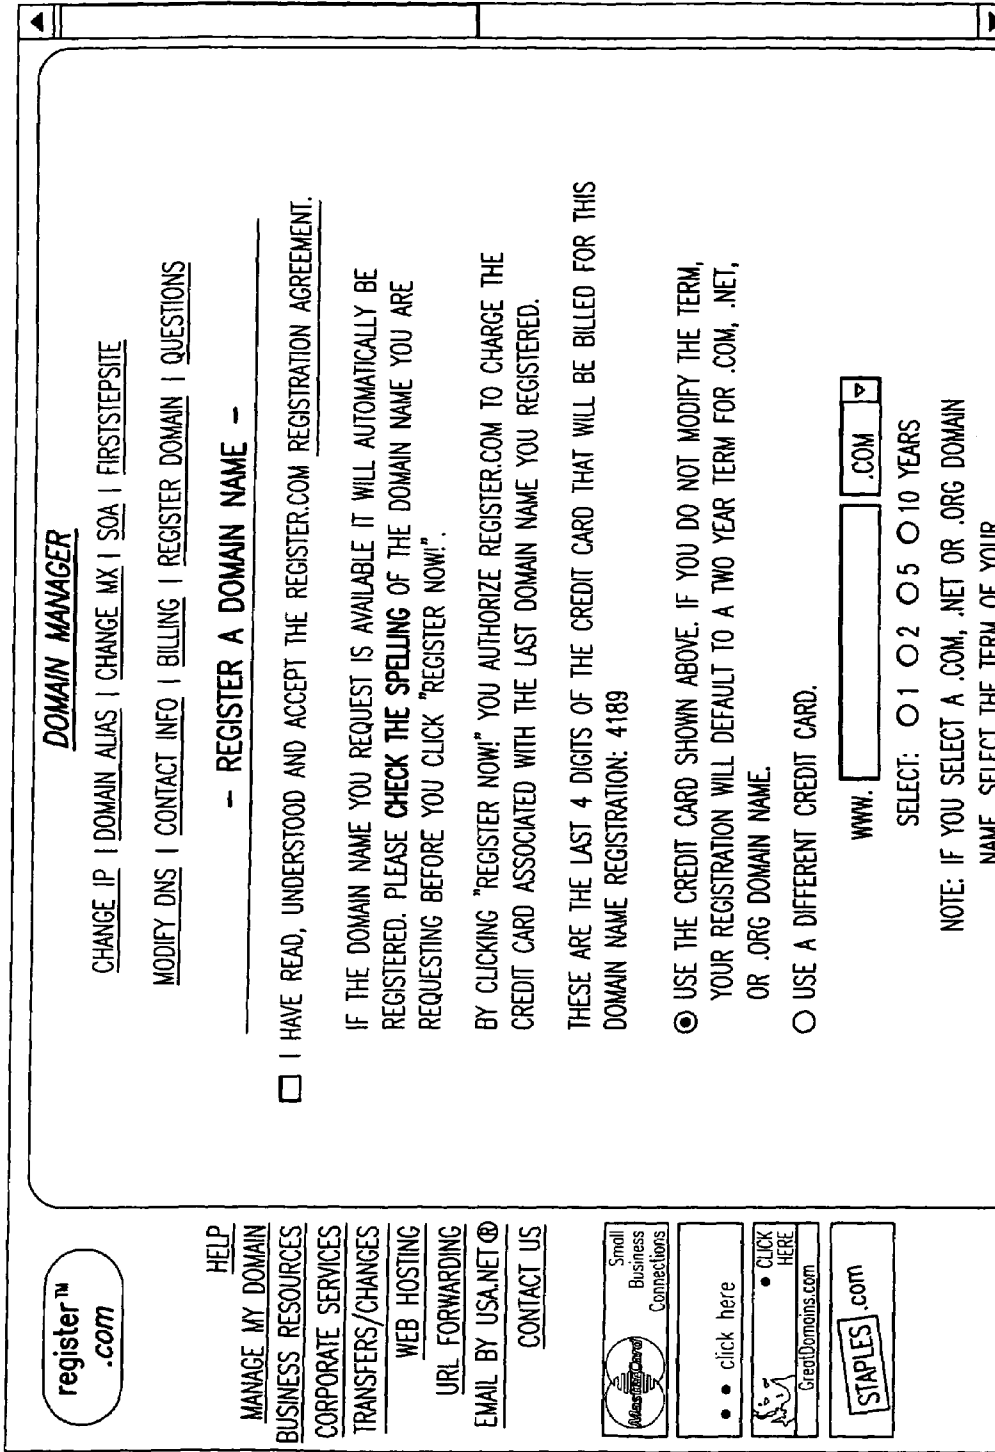 register™
.com
HELP
MANAGE MY DOMAIN
BUSINESS RESOURCES
CORPORATE SERVICES
TRANSFERS/CHANGES
WEB HOSTING
URL FORWARDING
EMAIL BY USA.NET®
CONTACT US
MasterCard
Small
Business
Connections
• • click here
• CLICK
HERE
GreatDomains.com
STAPLES.com
DOMAIN MANAGER
CHANGE IP | DOMAIN ALIAS | CHANGE MX | SOA | FIRSTSTEPSITE
MODIFY DNS | CONTACT INFO | BILLING | REGISTER DOMAIN | QUESTIONS
– REGISTER A DOMAIN NAME –
I HAVE READ, UNDERSTOOD AND ACCEPT THE REGISTER.COM REGISTRATION AGREEMENT.
IF THE DOMAIN NAME YOU REQUEST IS AVAILABLE IT WILL AUTOMATICALLY BE
REGISTERED. PLEASE CHECK THE SPELLING OF THE DOMAIN NAME YOU ARE
REQUESTING BEFORE YOU CLICK "REGISTER NOW!".
BY CLICKING "REGISTER NOW!" YOU AUTHORIZE REGISTER.COM TO CHARGE THE
CREDIT CARD ASSOCIATED WITH THE LAST DOMAIN NAME YOU REGISTERED.
THESE ARE THE LAST 4 DIGITS OF THE CREDIT CARD THAT WILL BE BILLED FOR THIS
DOMAIN NAME REGISTRATION: 4189
USE THE CREDIT CARD SHOWN ABOVE. IF YOU DO NOT MODIFY THE TERM,
YOUR REGISTRATION WILL DEFAULT TO A TWO YEAR TERM FOR .COM, .NET,
OR .ORG DOMAIN NAME.
USE A DIFFERENT CREDIT CARD.
WWW. .COM
SELECT: 1 2 5 10 YEARS
NOTE: IF YOU SELECT A .COM, .NET OR .ORG DOMAIN
NAME, SELECT THE TERM OF YOUR